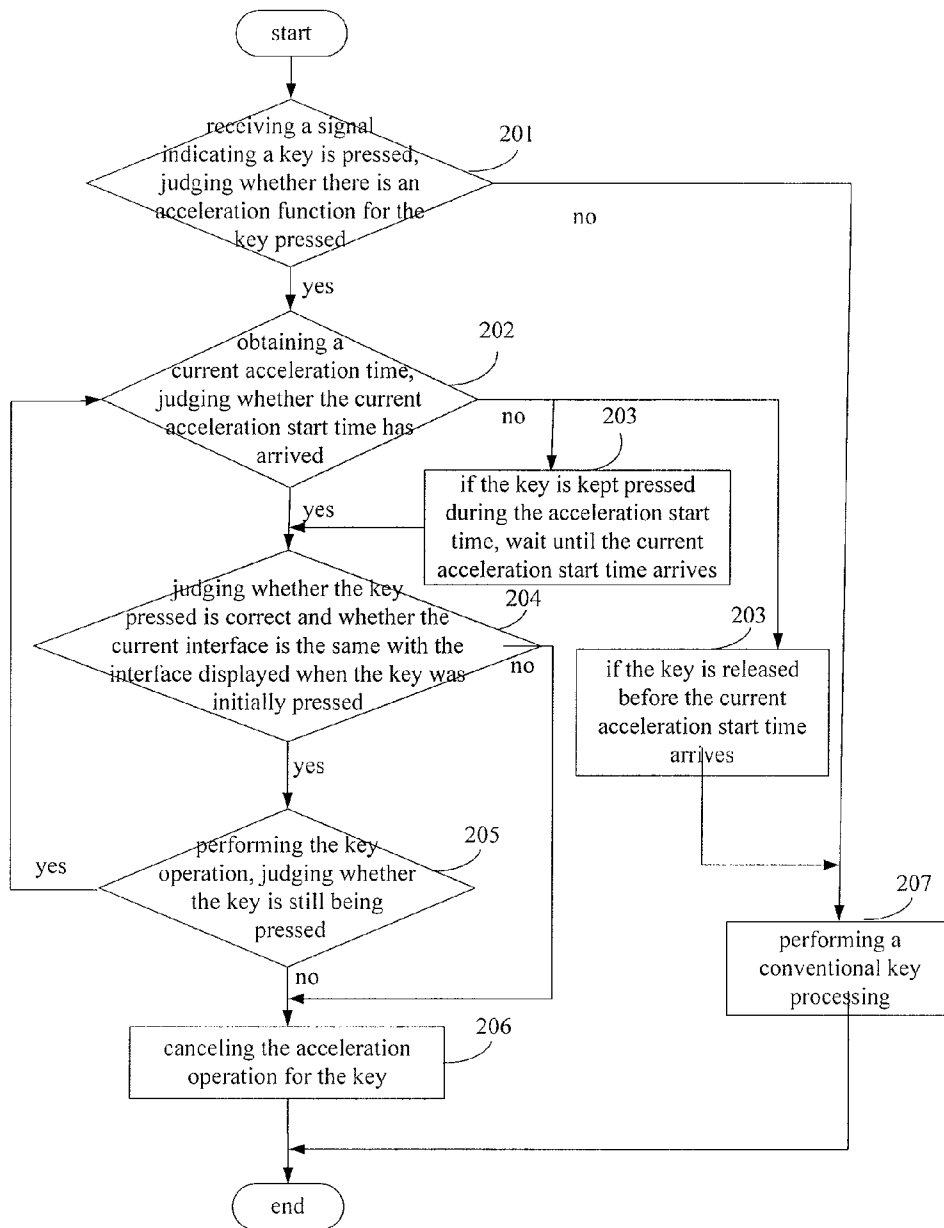 start
receiving a signal
indicating a key is pressed,
judging whether there is an
acceleration function for the
key pressed
201
no
yes
obtaining a
current acceleration time,
judging whether the current
acceleration start time has
arrived
202
no
203
if the key is kept pressed
during the acceleration start
time, wait until the current
acceleration start time arrives
yes
judging whether the key
pressed is correct and whether the
current interface is the same with the
interface displayed when the key was
initially pressed
204
no
203
if the key is released
before the current
acceleration start time
arrives
yes
performing the key
operation, judging whether
the key is still being
pressed
205
yes
no
207
performing a
conventional key
processing
canceling the acceleration
operation for the key
206
end